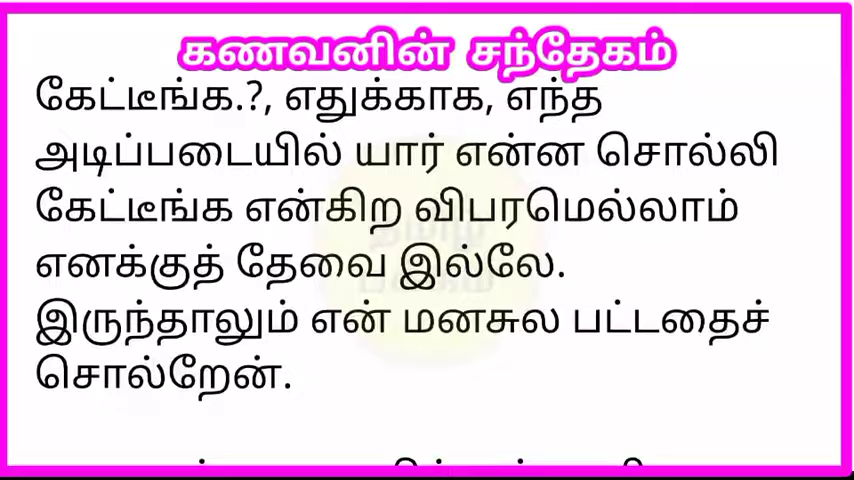 கணவனின் சந்தேகம்
கேட்டீங்க.?, எதுக்காக, எந்த
அடிப்படையில் யார் என்ன சொல்லி
கேட்டீங்க என்கிற விபரமெல்லாம்
எனக்குத் தேவை இல்லே.
இருந்தாலும் என் மனசுல பட்டதைச்
சொல்றேன்.